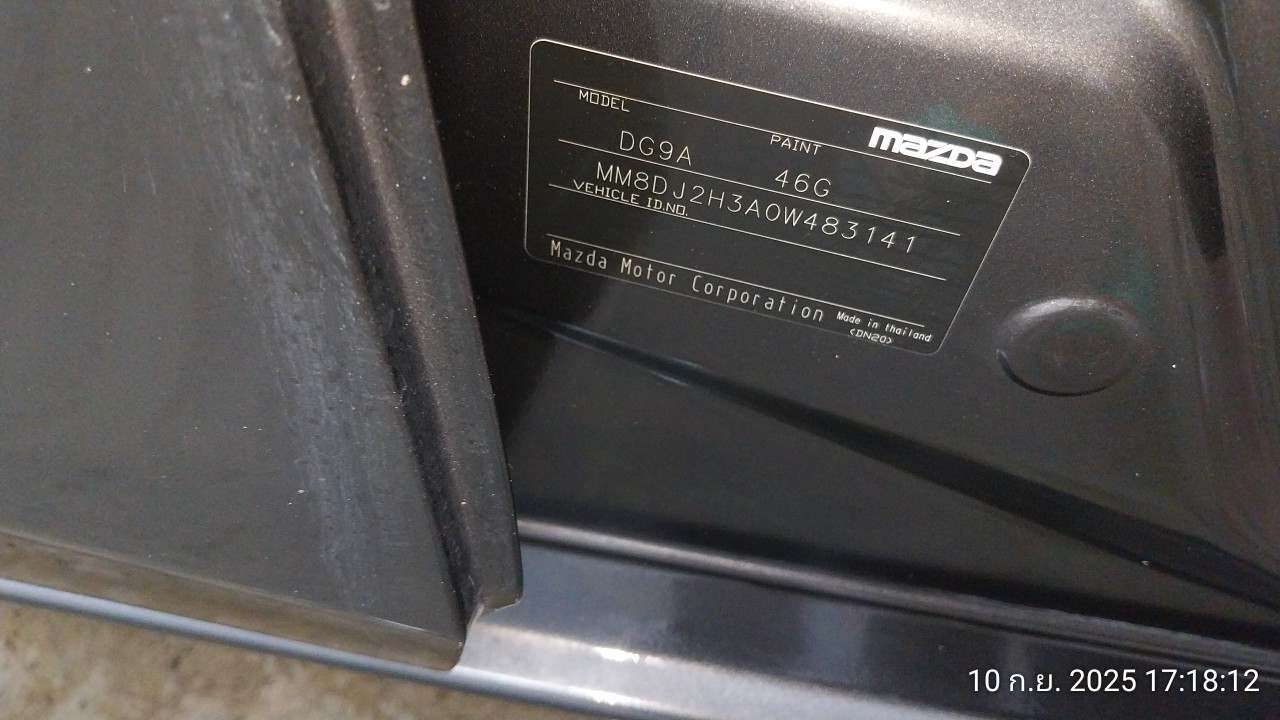 MODEL PAINT mazda
DG9A 46G
MM8DJ2H3A0W483141
VEHICLE ID.NO.
Mazda Motor Corporation
Made in thailand
<DN20>
10 ก.ย. 2025 17:18:12